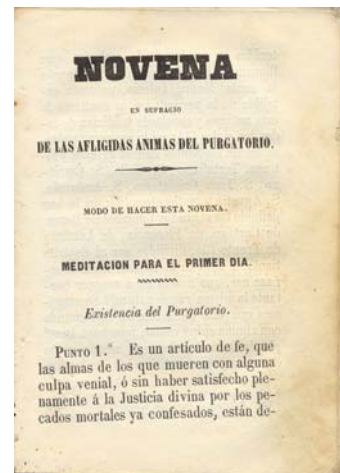 NOVENA
EN SUFRAGIO
DE LAS AFLIGIDAS ANIMAS DEL PURGATORIO.
MODO DE HACER ESTA NOVENA.
MEDITACION PARA EL PRIMER DIA.
Existencia del Purgatorio.
PUNTO 1.° Es un artículo de fe, que
las almas de los que mueren con alguna
culpa venial, ó sin haber satisfecho ple-
namente á la Justicia divina por los pe-
cados mortales ya confesados, están de-